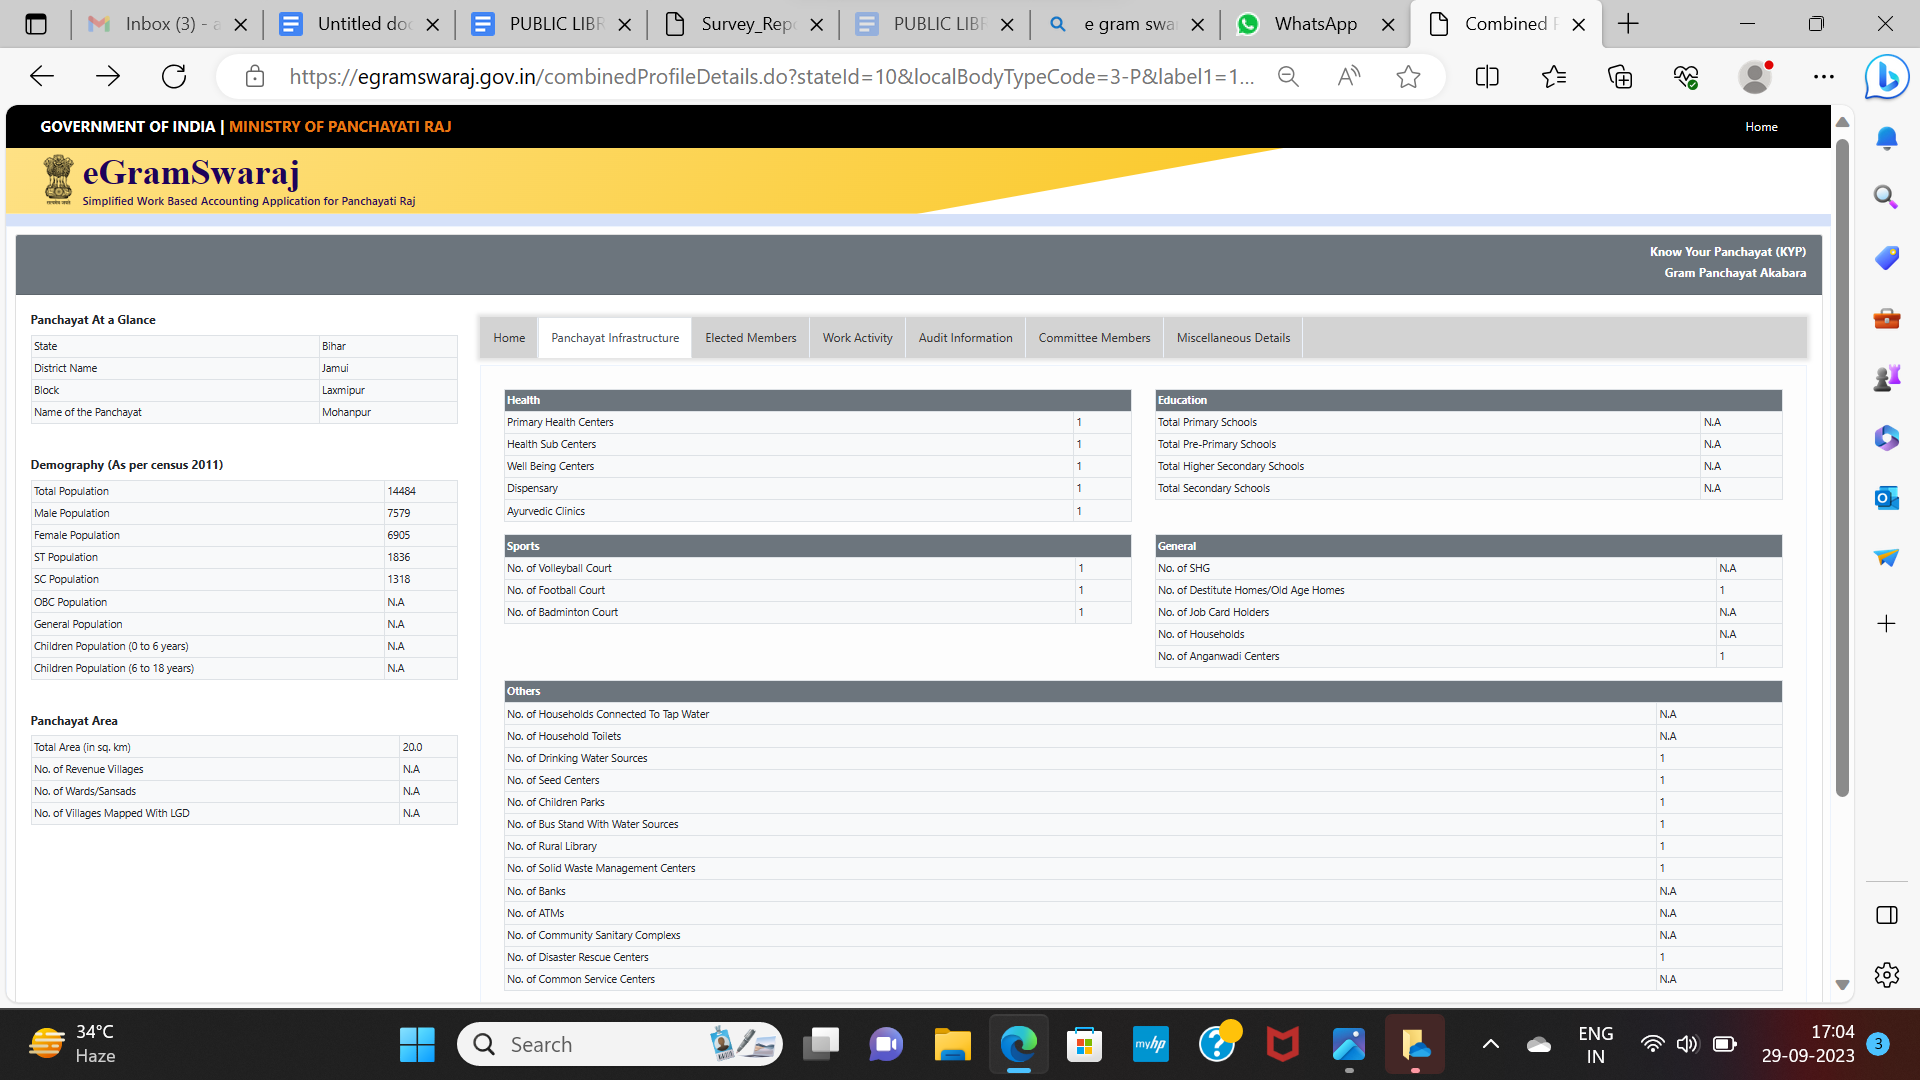 Inbox (3) - a
Untitled doc
PUBLIC LIBR
Survey_Repo
PUBLIC LIBR
e gram swar
WhatsApp
Combined P
https://egramswaraj.gov.in/combinedProfileDetails.do?stateId=10&localBodyTypeCode=3-P&label1=1...
GOVERNMENT OF INDIA | MINISTRY OF PANCHAYATI RAJ
Home
eGramSwaraj
Simplified Work Based Accounting Application for Panchayati Raj
Know Your Panchayat (KYP)
Gram Panchayat Akabara
Panchayat At a Glance
State Bihar
District Name Jamui
Block Laxmipur
Name of the Panchayat Mohanpur
Demography (As per census 2011)
Total Population 14484
Male Population 7579
Female Population 6905
ST Population 1836
SC Population 1318
OBC Population N.A
General Population N.A
Children Population (0 to 6 years) N.A
Children Population (6 to 18 years) N.A
Panchayat Area
Total Area (in sq. km) 20.0
No. of Revenue Villages N.A
No. of Wards/Sansads N.A
No. of Villages Mapped With LGD N.A
Home Panchayat Infrastructure Elected Members Work Activity Audit Information Committee Members Miscellaneous Details
Health
Primary Health Centers 1
Health Sub Centers 1
Well Being Centers 1
Dispensary 1
Ayurvedic Clinics 1
Education
Total Primary Schools N.A
Total Pre-Primary Schools N.A
Total Higher Secondary Schools N.A
Total Secondary Schools N.A
Sports
No. of Volleyball Court 1
No. of Football Court 1
No. of Badminton Court 1
General
No. of SHG N.A
No. of Destitute Homes/Old Age Homes 1
No. of Job Card Holders N.A
No. of Households N.A
No. of Anganwadi Centers 1
Others
No. of Households Connected To Tap Water N.A
No. of Household Toilets N.A
No. of Drinking Water Sources 1
No. of Seed Centers 1
No. of Children Parks 1
No. of Bus Stand With Water Sources 1
No. of Rural Library 1
No. of Solid Waste Management Centers 1
No. of Banks N.A
No. of ATMs N.A
No. of Community Sanitary Complexs N.A
No. of Disaster Rescue Centers 1
No. of Common Service Centers N.A
34°C
Haze
Search
myhp
ENG
IN
17:04
29-09-2023
3